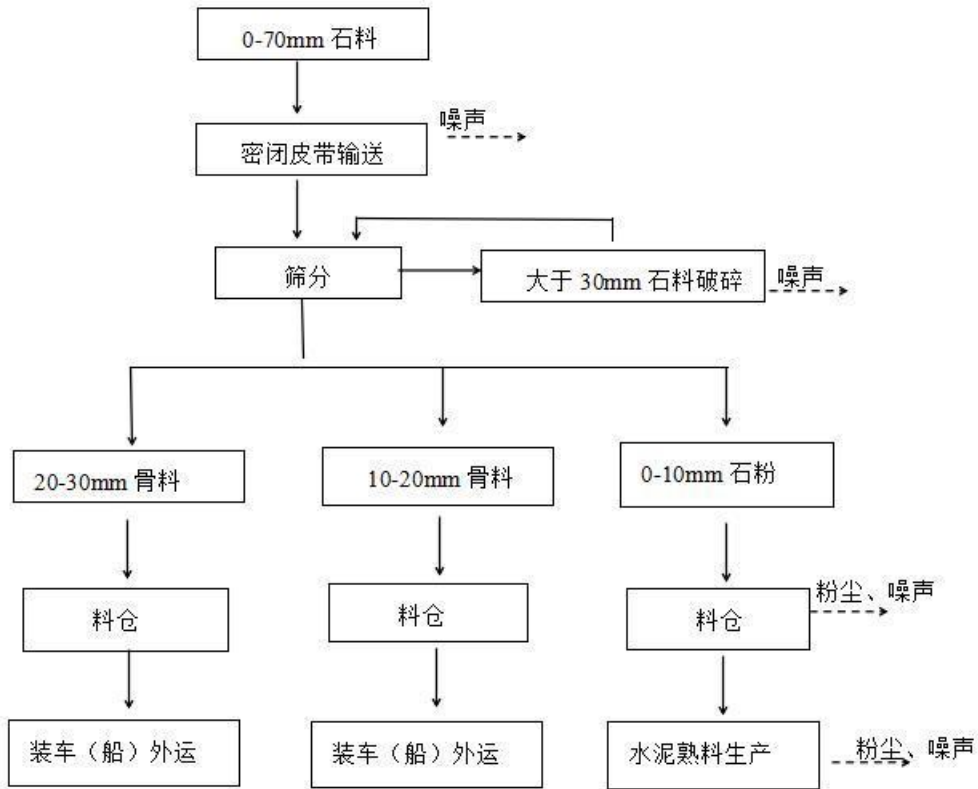 0-70mm 石料
噪声
密闭皮带输送
筛分
大于 30mm 石料破碎
噪声
20-30mm 骨料
10-20mm 骨料
0-10mm 石粉
料仓
料仓
料仓
粉尘、噪声
装车（船）外运
装车（船）外运
水泥熟料生产
粉尘、噪声